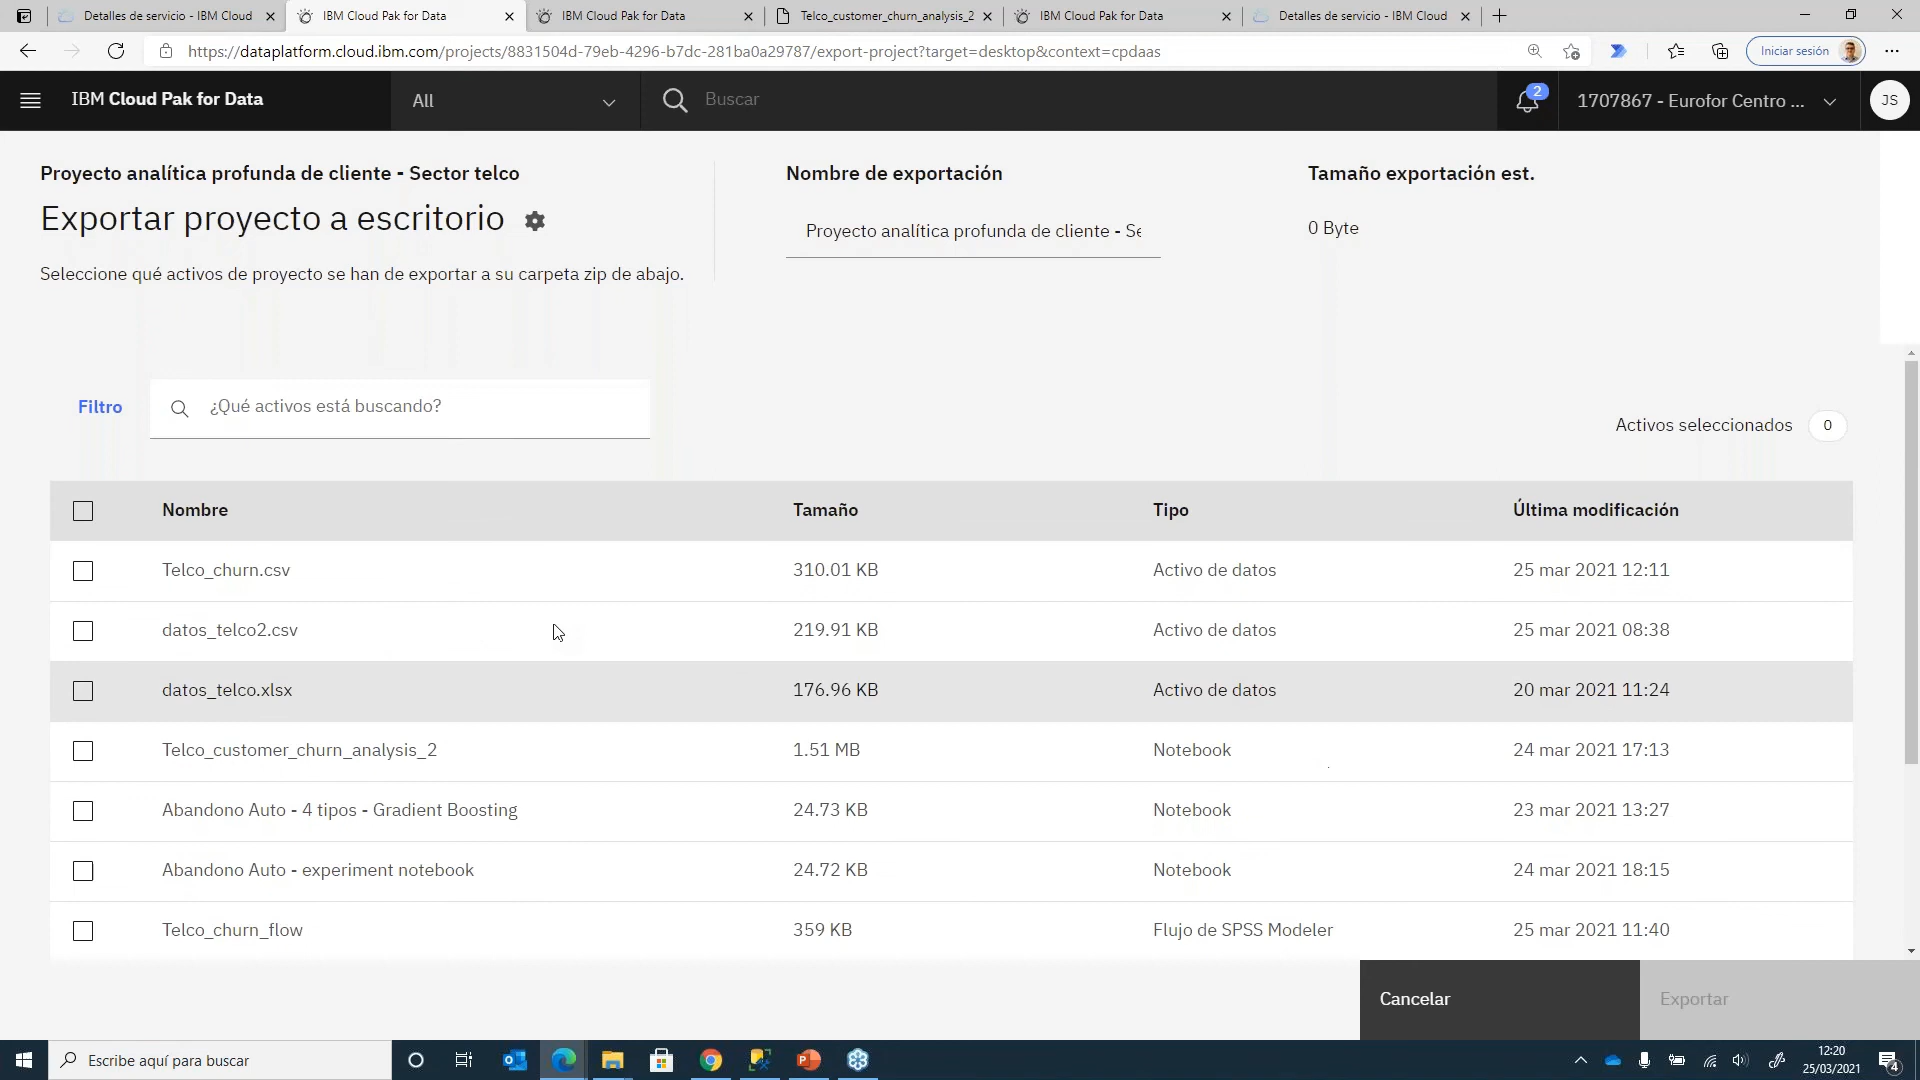 Detalles de servicio - IBM Cloud
IBM Cloud Pak for Data
IBM Cloud Pak for Data
Telco_customer_churn_analysis_2
IBM Cloud Pak for Data
Detalles de servicio - IBM Cloud
https://dataplatform.cloud.ibm.com/projects/8831504d-79eb-4296-b7dc-281ba0a29787/export-project?target=desktop&context=cpdaas
Iniciar sesión
IBM Cloud Pak for Data
All
Buscar
2
1707867 - Eurofor Centro ...
JS
Proyecto analítica profunda de cliente - Sector telco
Exportar proyecto a escritorio
Seleccione qué activos de proyecto se han de exportar a su carpeta zip de abajo.
Nombre de exportación
Proyecto analítica profunda de cliente - Se
Tamaño exportación est.
0 Byte
Filtro
¿Qué activos está buscando?
Activos seleccionados 0
Nombre Tamaño Tipo Última modificación
Telco_churn.csv 310.01 KB Activo de datos 25 mar 2021 12:11
datos_telco2.csv 219.91 KB Activo de datos 25 mar 2021 08:38
datos_telco.xlsx 176.96 KB Activo de datos 20 mar 2021 11:24
Telco_customer_churn_analysis_2 1.51 MB Notebook 24 mar 2021 17:13
Abandono Auto - 4 tipos - Gradient Boosting 24.73 KB Notebook 23 mar 2021 13:27
Abandono Auto - experiment notebook 24.72 KB Notebook 24 mar 2021 18:15
Telco_churn_flow 359 KB Flujo de SPSS Modeler 25 mar 2021 11:40
Cancelar
Exportar
Escribe aquí para buscar
12:20
25/03/2021
4